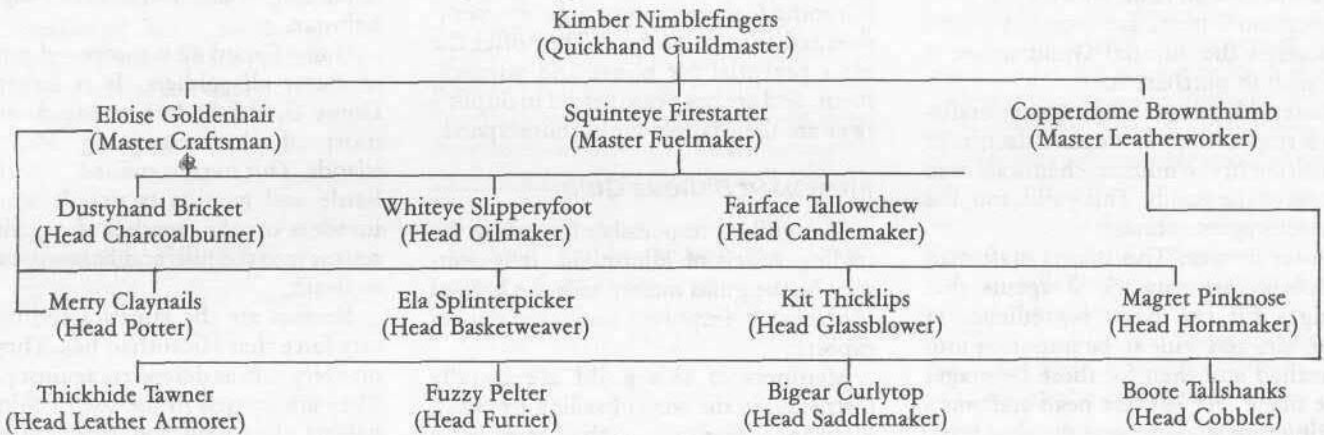 Kimber Nimblefingers
(Quickhand Guildmaster)
Eloise Goldenhair
(Master Craftsman)
Squinteye Firestarter
(Master Fuelmaker)
Copperdome Brownthumb
(Master Leatherworker)
Dustyhand Bricket
(Head Charcoalburner)
Whiteye Slipperyfoot
(Head Oilmaker)
Fairface Tallowchew
(Head Candlemaker)
Merry Claynails
(Head Potter)
Ela Splinterpicker
(Head Basketweaver)
Kit Thicklips
(Head Glassblower)
Magret Pinknose
(Head Hornmaker)
Thickhide Tawner
(Head Leather Armorer)
Fuzzy Pelter
(Head Furrier)
Bigear Curlytop
(Head Saddlemaker)
Boote Tallshanks
(Head Cobbler)